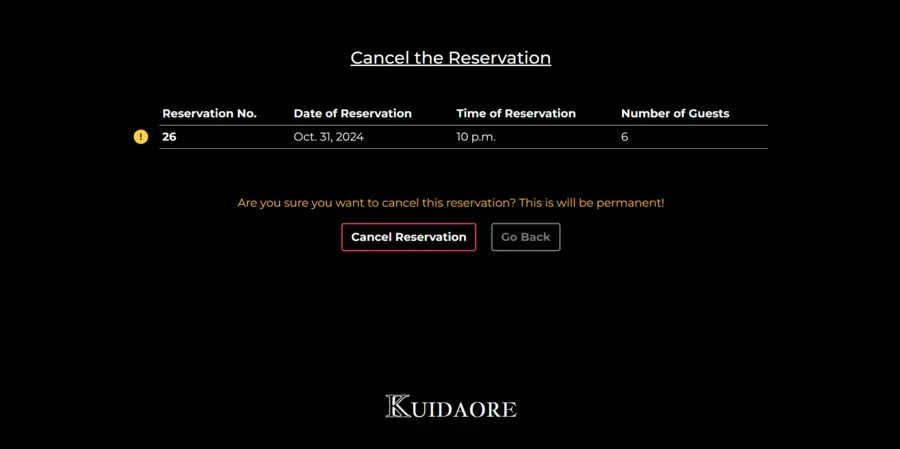 Cancel the Reservation
Reservation No. Date of Reservation Time of Reservation Number of Guests
! 26 Oct. 31, 2024 10 p.m. 6
Are you sure you want to cancel this reservation? This is will be permanent!
Cancel Reservation Go Back
KUIDAORE